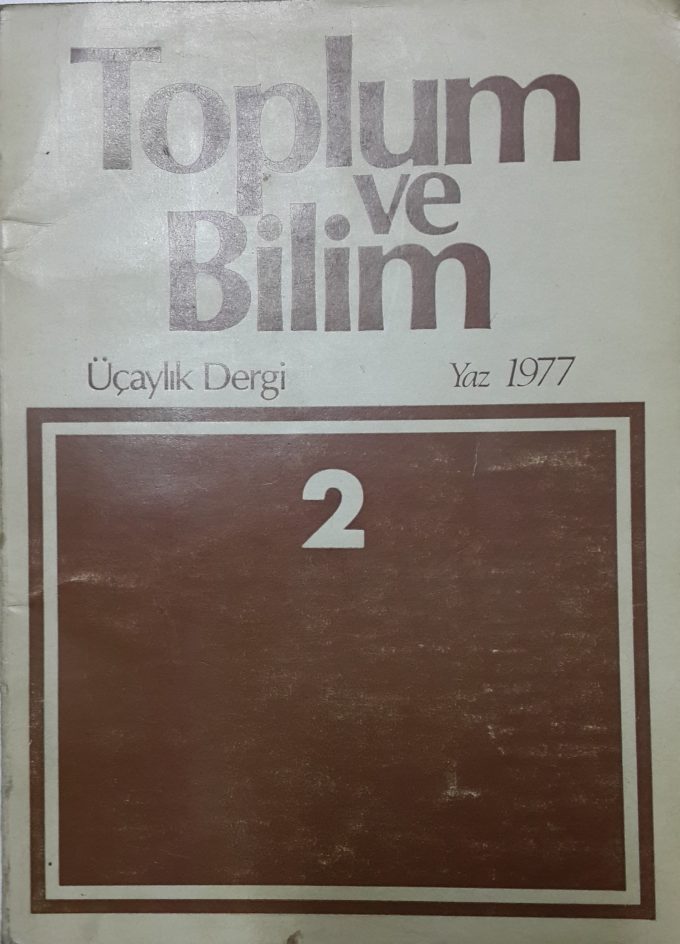 Toplum
ve
Bilim
Üçaylık Dergi Yaz 1977
2